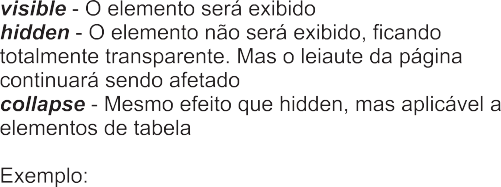 visible - O elemento será exibido
hidden - O elemento não será exibido, ficando
totalmente transparente. Mas o leiaute da página
continuará sendo afetado
collapse - Mesmo efeito que hidden, mas aplicável a
elementos de tabela
Exemplo: